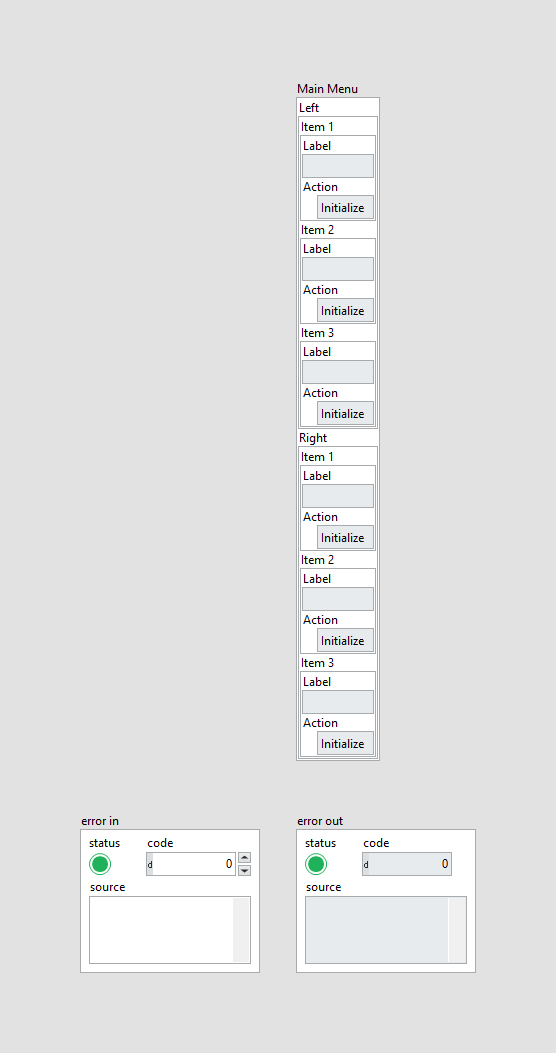 Main Menu
Left
Item 1
Label
Action
Initialize
Item 2
Label
Action
Initialize
Item 3
Label
Action
Initialize
Right
Item 1
Label
Action
Initialize
Item 2
Label
Action
Initialize
Item 3
Label
Action
Initialize
error in
status code
d 0
source
error out
status code
d 0
source